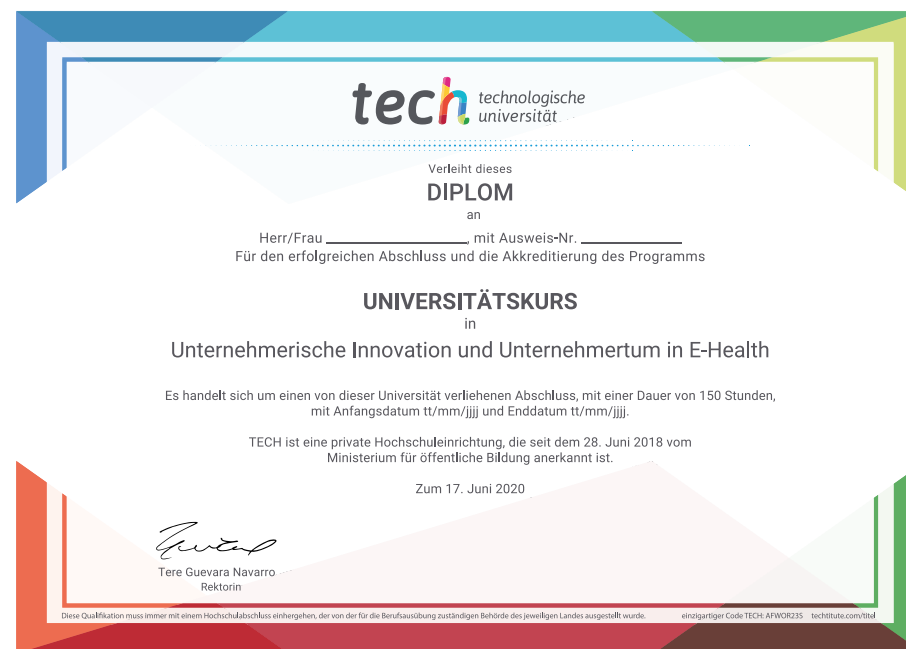 tech technologische
universität
Verleiht dieses
DIPLOM
an
Herr/Frau ____________, mit Ausweis-Nr. ____________
Für den erfolgreichen Abschluss und die Akkreditierung des Programms
UNIVERSITÄTSKURS
in
Unternehmerische Innovation und Unternehmertum in E-Health
Es handelt sich um einen von dieser Universität verliehenen Abschluss, mit einer Dauer von 150 Stunden,
mit Anfangsdatum tt/mm/jjjj und Enddatum tt/mm/jjjj.
TECH ist eine private Hochschuleinrichtung, die seit dem 28. Juni 2018 vom
Ministerium für öffentliche Bildung anerkannt ist.
Zum 17. Juni 2020
Tere Guevara Navarro
Rektorin
Diese Qualifikation muss immer mit einem Hochschulabschluss einhergehen, der von der für die Berufsausübung zuständigen Behörde des jeweiligen Landes ausgestellt wurde. einzigartiger Code TECH: AFWOR23S techtitute.com/titel